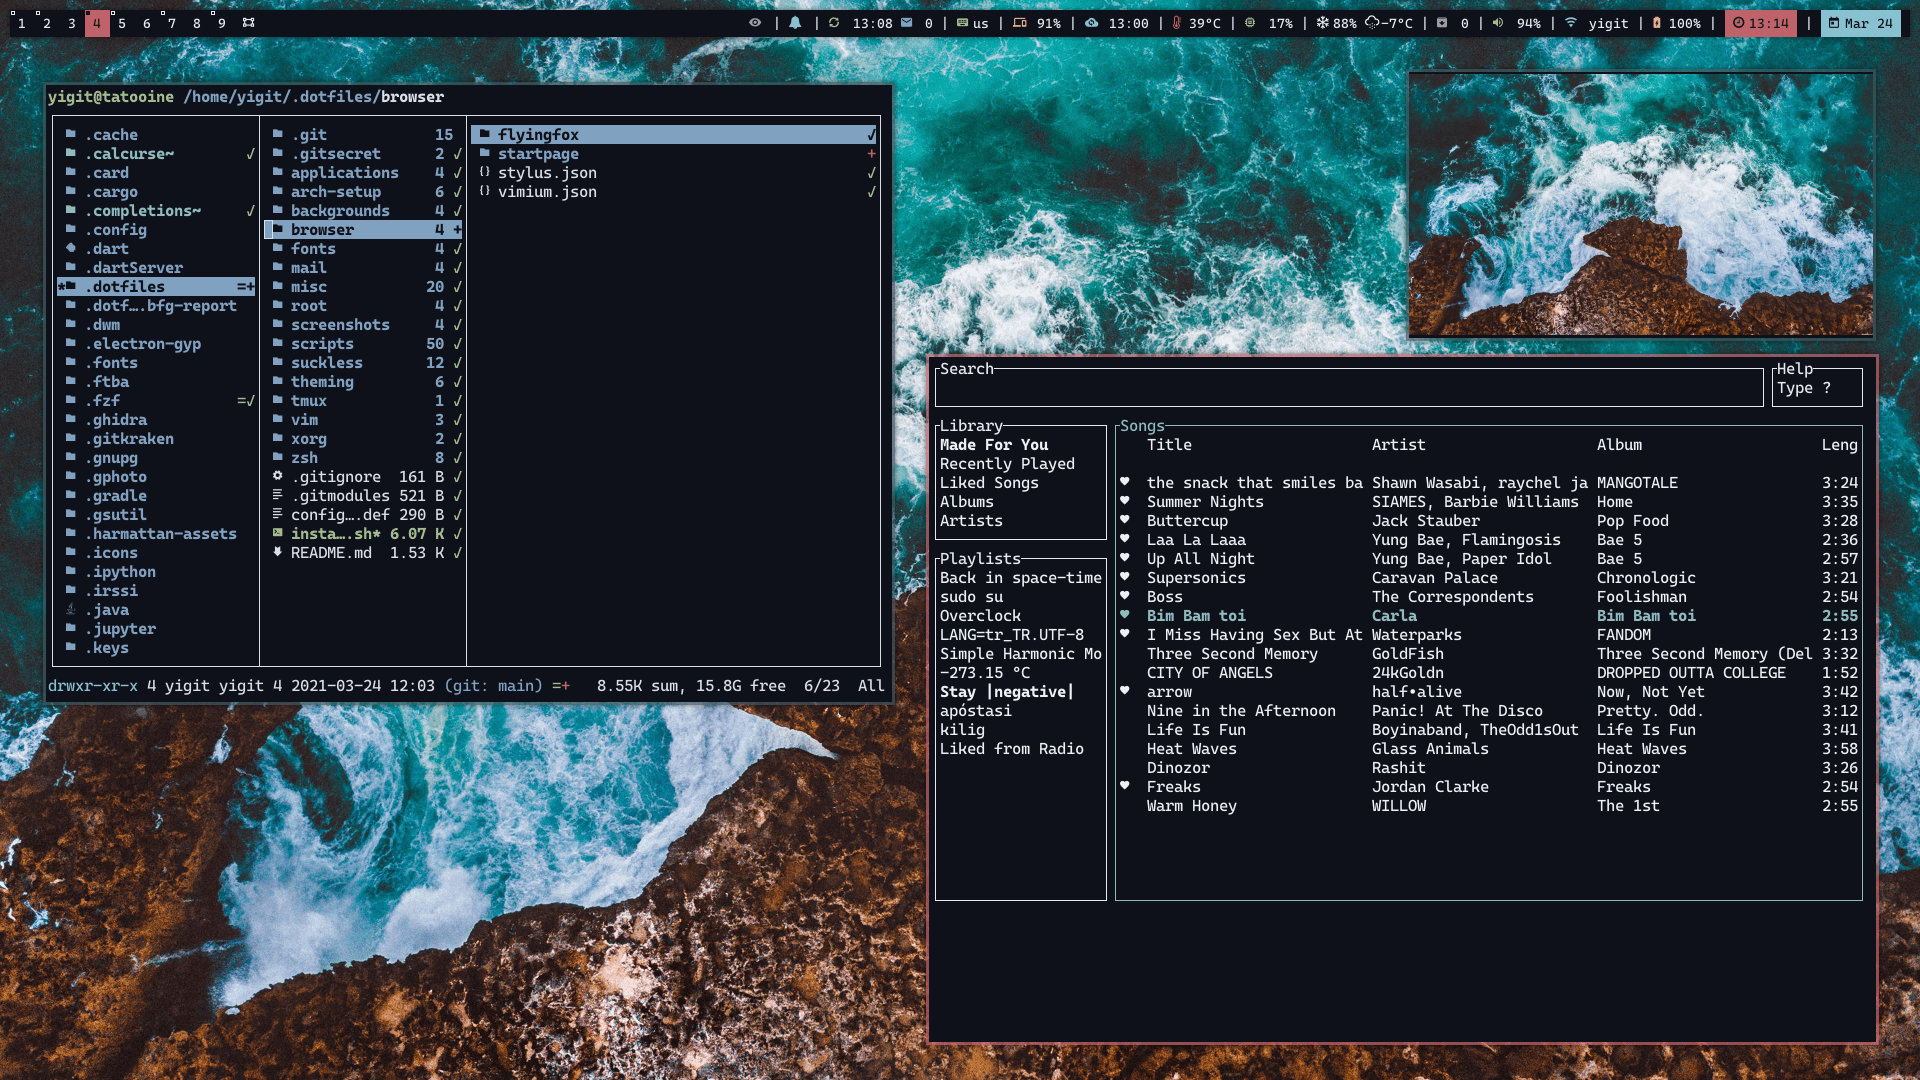 1 2 3 4 5 6 7 8 9
| | 13:08 0 | us | 91% | 13:00 | 39°C | 17% | 88% -7°C | 0 | 94% | yigit | 100% | 13:14 | Mar 24
yigit@tatooine /home/yigit/.dotfiles/browser
.cache
.calcurse~ ✓
.card
.cargo
.completions~ ✓
.config
.dart
.dartServer
*.dotfiles =+
.dotf….bfg-report
.dwm
.electron-gyp
.fonts
.ftba
.fzf =✓
.ghidra
.gitkraken
.gnupg
.gphoto
.gradle
.gsutil
.harmattan-assets
.icons
.ipython
.irssi
.java
.jupyter
.keys
.git 15
.gitsecret 2 ✓
applications 4 ✓
arch-setup 6 ✓
backgrounds 4 ✓
browser 4 +
fonts 4 ✓
mail 4 ✓
misc 20 ✓
root 4 ✓
screenshots 4 ✓
scripts 50 ✓
suckless 12 ✓
theming 6 ✓
tmux 1 ✓
vim 3 ✓
xorg 2 ✓
zsh 8 ✓
.gitignore 161 B ✓
.gitmodules 521 B ✓
config….def 290 B ✓
insta….sh* 6.07 K ✓
README.md 1.53 K ✓
flyingfox ✓
startpage +
{} stylus.json ✓
{} vimium.json ✓
drwxr-xr-x 4 yigit yigit 4 2021-03-24 12:03 (git: main) =+ 8.55K sum, 15.8G free 6/23 All
Search
Help
Type ?
Library
Made For You
Recently Played
Liked Songs
Albums
Artists
Playlists
Back in space-time
sudo su
Overclock
LANG=tr_TR.UTF-8
Simple Harmonic Mo
-273.15 °C
Stay |negative|
apóstasi
kilig
Liked from Radio
Songs
Title Artist Album Leng
♥ the snack that smiles ba Shawn Wasabi, raychel ja MANGOTALE 3:24
♥ Summer Nights SIAMES, Barbie Williams Home 3:35
♥ Buttercup Jack Stauber Pop Food 3:28
♥ Laa La Laaa Yung Bae, Flamingosis Bae 5 2:36
♥ Up All Night Yung Bae, Paper Idol Bae 5 2:57
♥ Supersonics Caravan Palace Chronologic 3:21
♥ Boss The Correspondents Foolishman 2:54
♥ Bim Bam toi Carla Bim Bam toi 2:55
♥ I Miss Having Sex But At Waterparks FANDOM 2:13
Three Second Memory GoldFish Three Second Memory (Del 3:32
CITY OF ANGELS 24kGoldn DROPPED OUTTA COLLEGE 1:52
♥ arrow half•alive Now, Not Yet 3:42
Nine in the Afternoon Panic! At The Disco Pretty. Odd. 3:12
Life Is Fun Boyinaband, TheOdd1sOut Life Is Fun 3:41
Heat Waves Glass Animals Heat Waves 3:58
Dinozor Rashit Dinozor 3:26
♥ Freaks Jordan Clarke Freaks 2:54
Warm Honey WILLOW The 1st 2:55